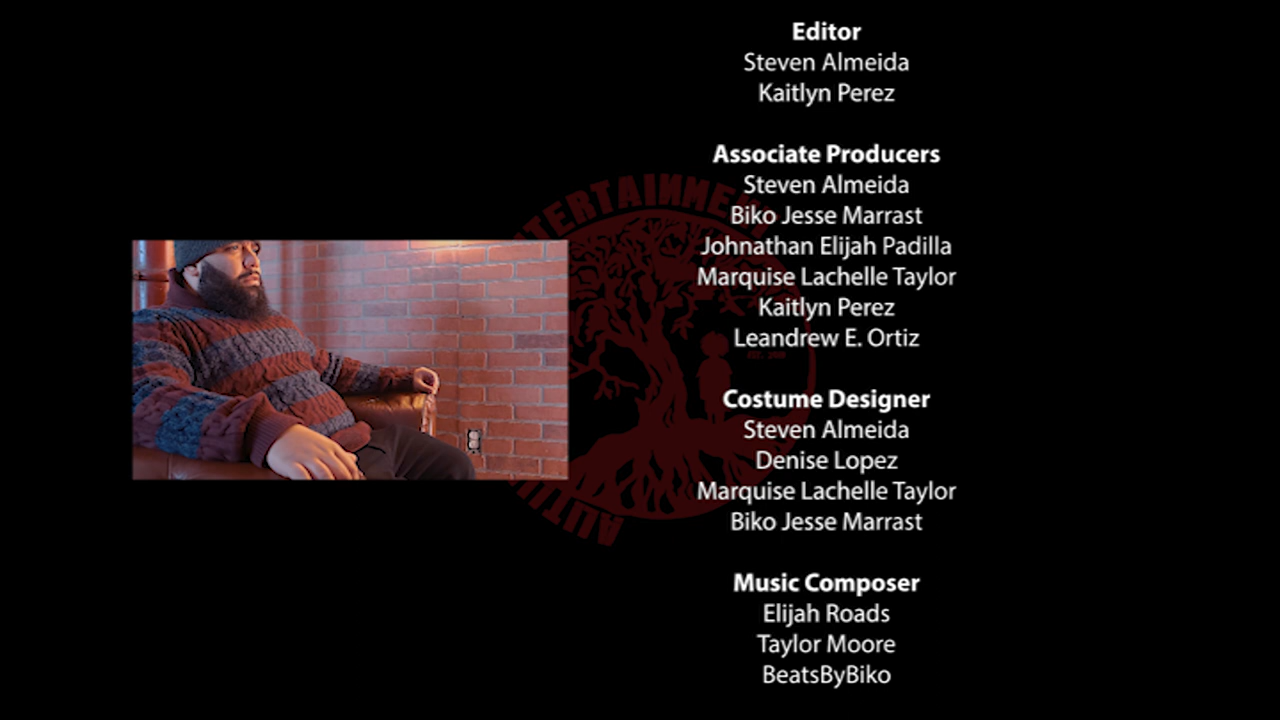 Editor
Steven Almeida
Kaitlyn Perez
Associate Producers
Steven Almeida
Biko Jesse Marrast
Johnathan Elijah Padilla
Marquise Lachelle Taylor
Kaitlyn Perez
Leandrew E. Ortiz
Costume Designer
Steven Almeida
Denise Lopez
Marquise Lachelle Taylor
Biko Jesse Marrast
Music Composer
Elijah Roads
Taylor Moore
BeatsByBiko